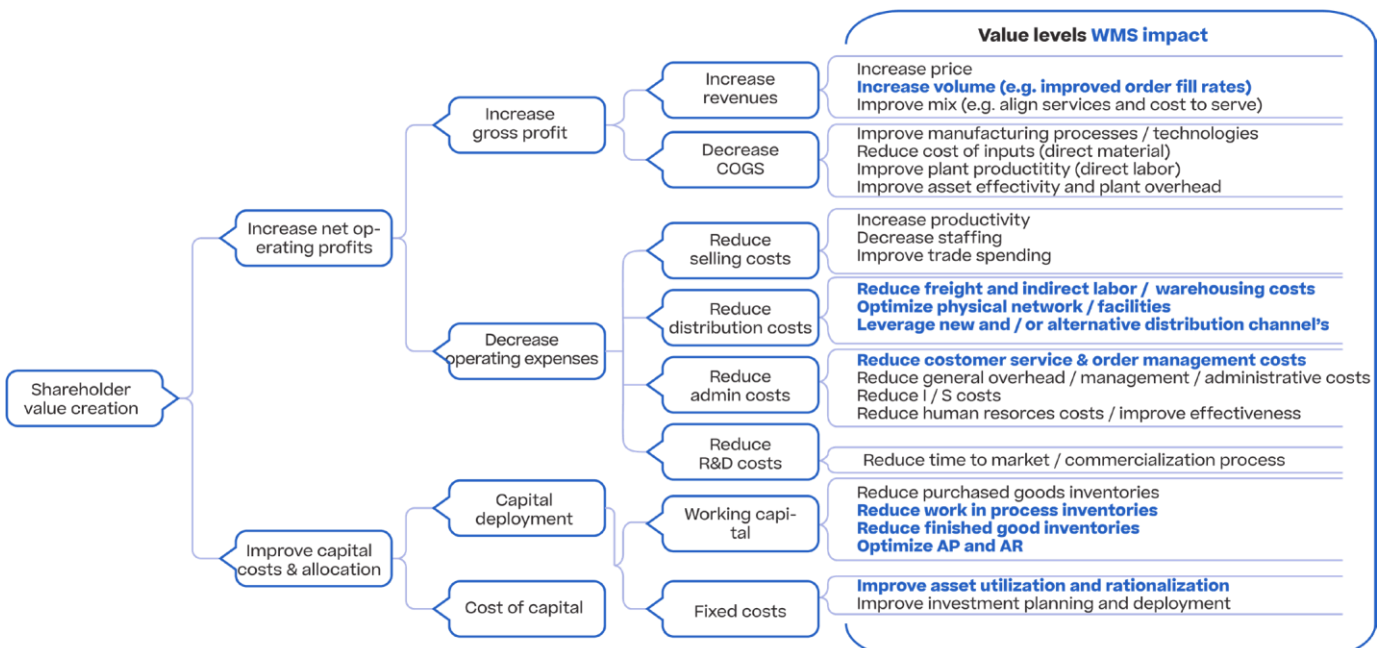 Value levels WMS impact
Shareholder
value creation
Increase net op-
erating profits
Improve capital
costs & allocation
Increase
gross profit
Decrease
operating expenses
Capital
deployment
Cost of capital
Increase
revenues
Increase price
Increase volume (e.g. improved order fill rates)
Improve mix (e.g. align services and cost to serve)
Decrease
COGS
Improve manufacturing processes / technologies
Reduce cost of inputs (direct material)
Improve plant productitity (direct labor)
Improve asset effectivity and plant overhead
Reduce
selling costs
Increase productivity
Decrease staffing
Improve trade spending
Reduce
distribution costs
Reduce freight and indirect labor / warehousing costs
Optimize physical network / facilities
Leverage new and / or alternative distribution channel's
Reduce
admin costs
Reduce costomer service & order management costs
Reduce general overhead / management / administrative costs
Reduce I / S costs
Reduce human resorces costs / improve effectiveness
Reduce
R&D costs
Reduce time to market / commercialization process
Working capi-
tal
Reduce purchased goods inventories
Reduce work in process inventories
Reduce finished good inventories
Optimize AP and AR
Fixed costs
Improve asset utilization and rationalization
Improve investment planning and deployment